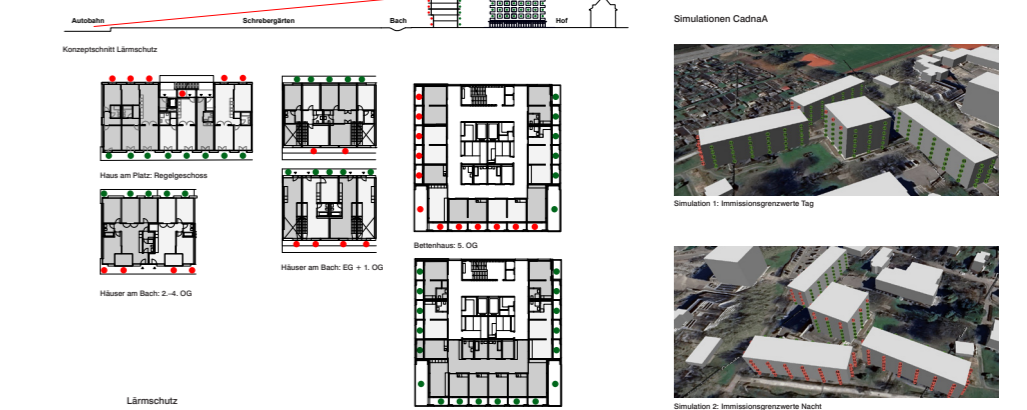 Autobahn
Schrebergärten
Bach
Hof
Konzeptschnitt Lärmschutz
Haus am Platz: Regelgeschoss
Häuser am Bach: 2.-4. OG
Häuser am Bach: EG + 1. OG
Bettenhaus: 5. OG
Lärmschutz
Simulationen CadnaA
Simulation 1: Immissionsgrenzwerte Tag
Simulation 2: Immissionsgrenzwerte Nacht